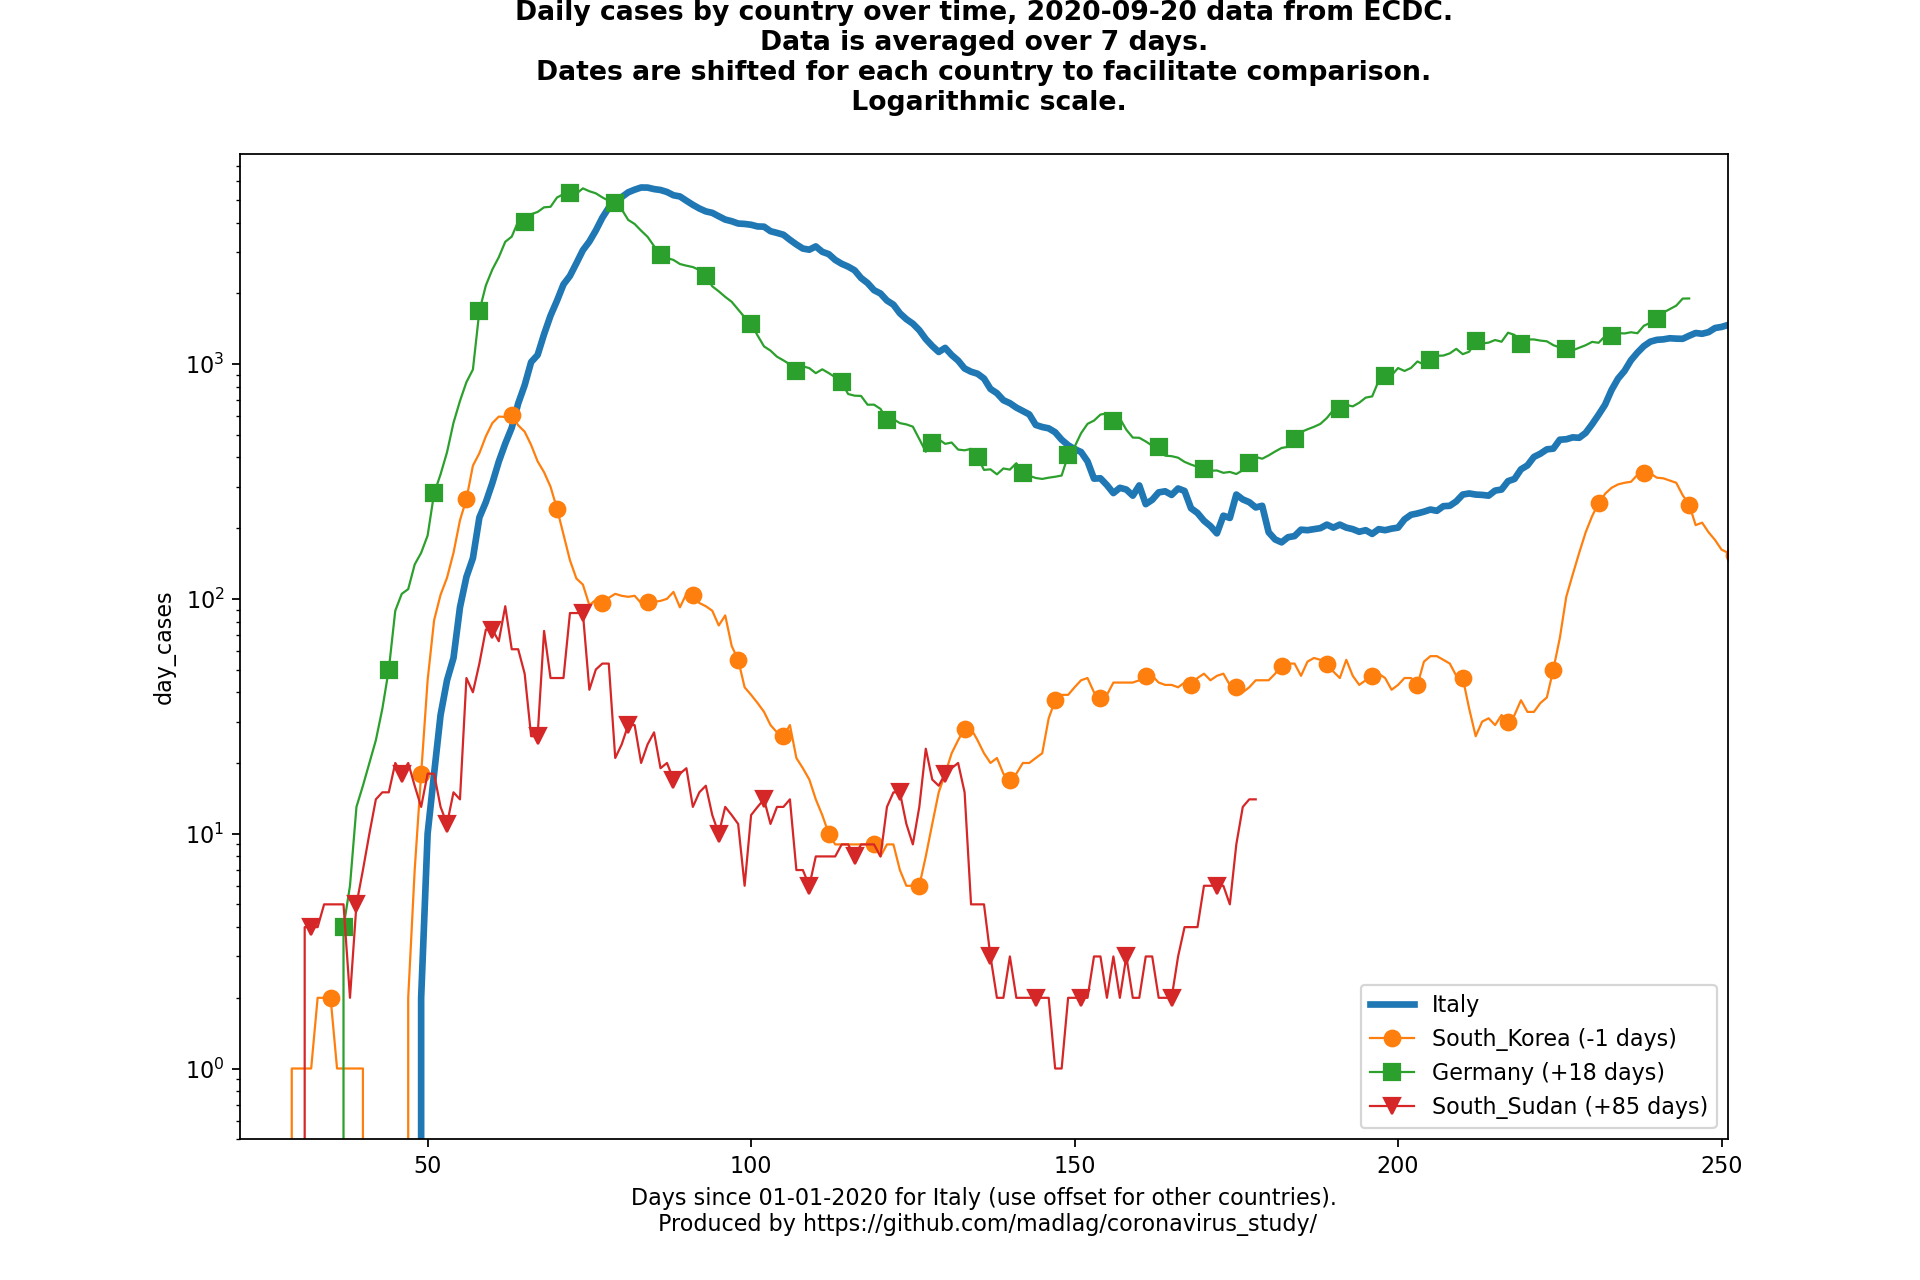 Daily cases by country over time, 2020-09-20 data from ECDC.
Data is averaged over 7 days.
Dates are shifted for each country to facilitate comparison.
Logarithmic scale.
10³
10²
10¹
10⁰
day_cases
50
100
150
200
250
Italy
South_Korea (-1 days)
Germany (+18 days)
South_Sudan (+85 days)
Days since 01-01-2020 for Italy (use offset for other countries).
Produced by https://github.com/madlag/coronavirus_study/